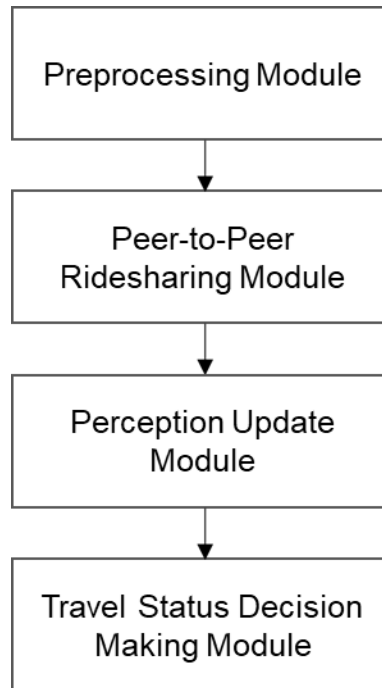 Preprocessing Module
Peer-to-Peer
Ridesharing Module
Perception Update
Module
Travel Status Decision
Making Module